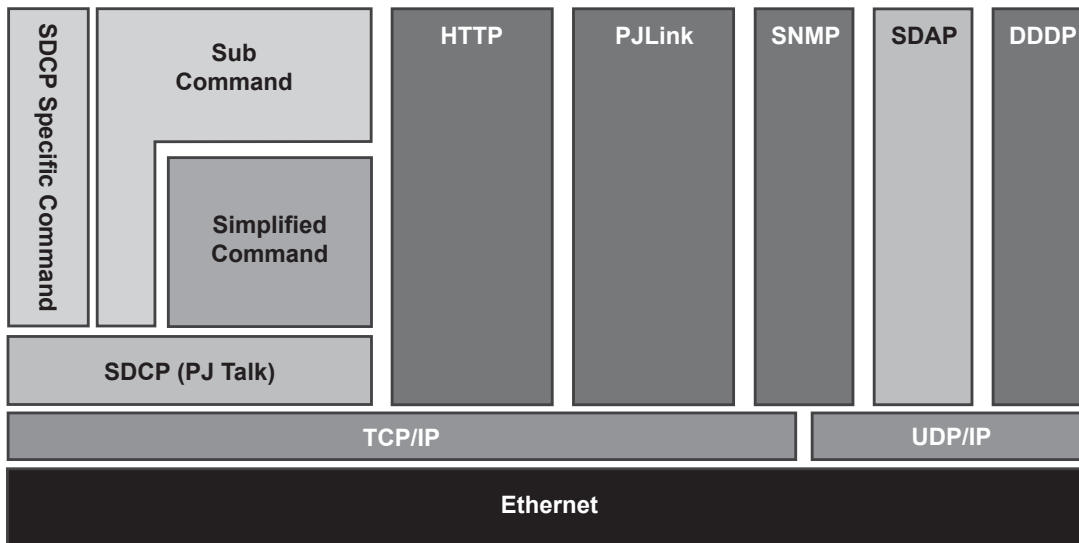 SDCP Specific Command
Sub
Command
Simplified
Command
SDCP (PJ Talk)
HTTP
PJLink
SNMP
SDAP
DDDP
TCP/IP
UDP/IP
Ethernet